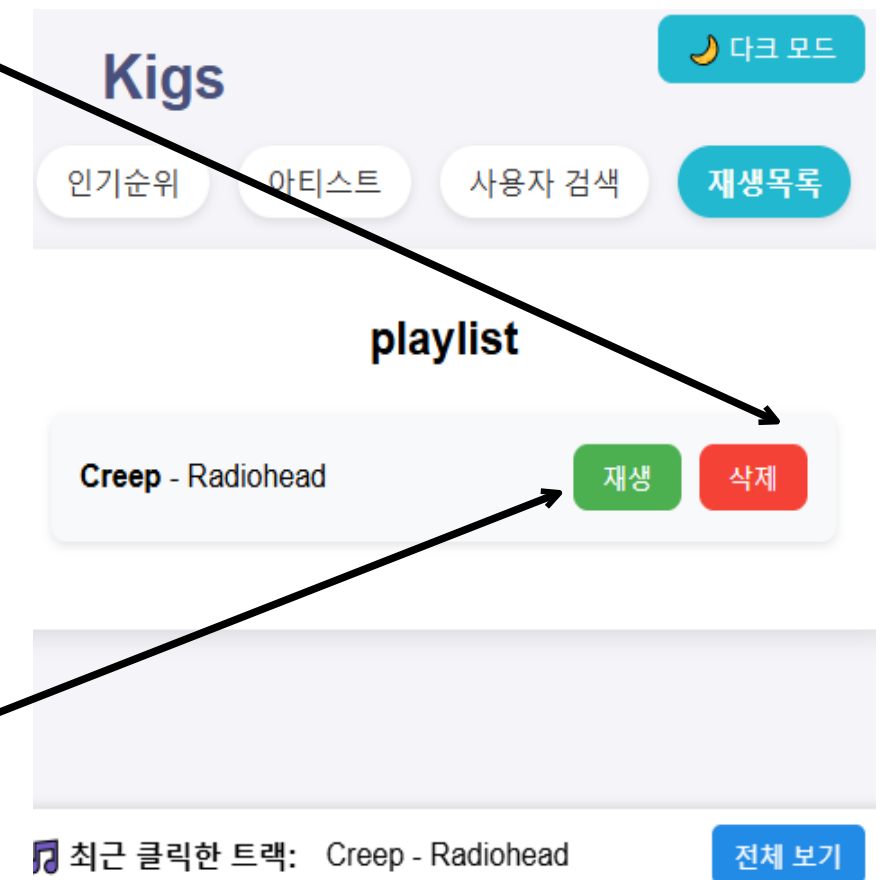 Kigs
🌙 다크 모드
인기순위 아티스트 사용자 검색 재생목록
playlist
Creep - Radiohead 재생 삭제
🎵 최근 클릭한 트랙: Creep - Radiohead 전체 보기